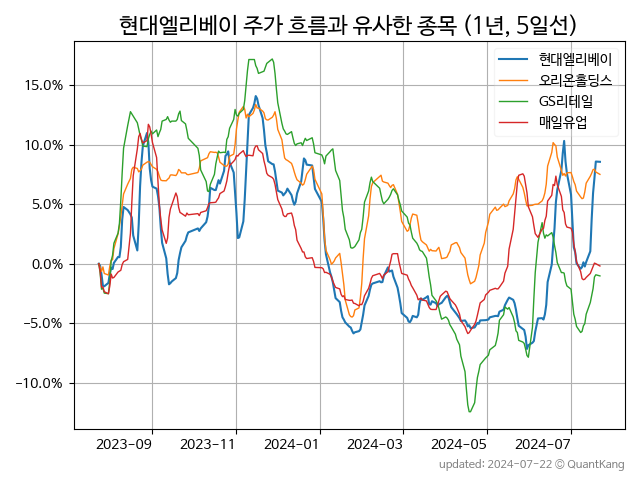 현대엘리베이 주가 흐름과 유사한 종목 (1년, 5일선)
현대엘리베이
오리온홀딩스
GS리테일
매일유업
15.0%
10.0%
5.0%
0.0%
−5.0%
−10.0%
2023-09 2023-11 2024-01 2024-03 2024-05 2024-07
updated: 2024-07-22 © QuantKang